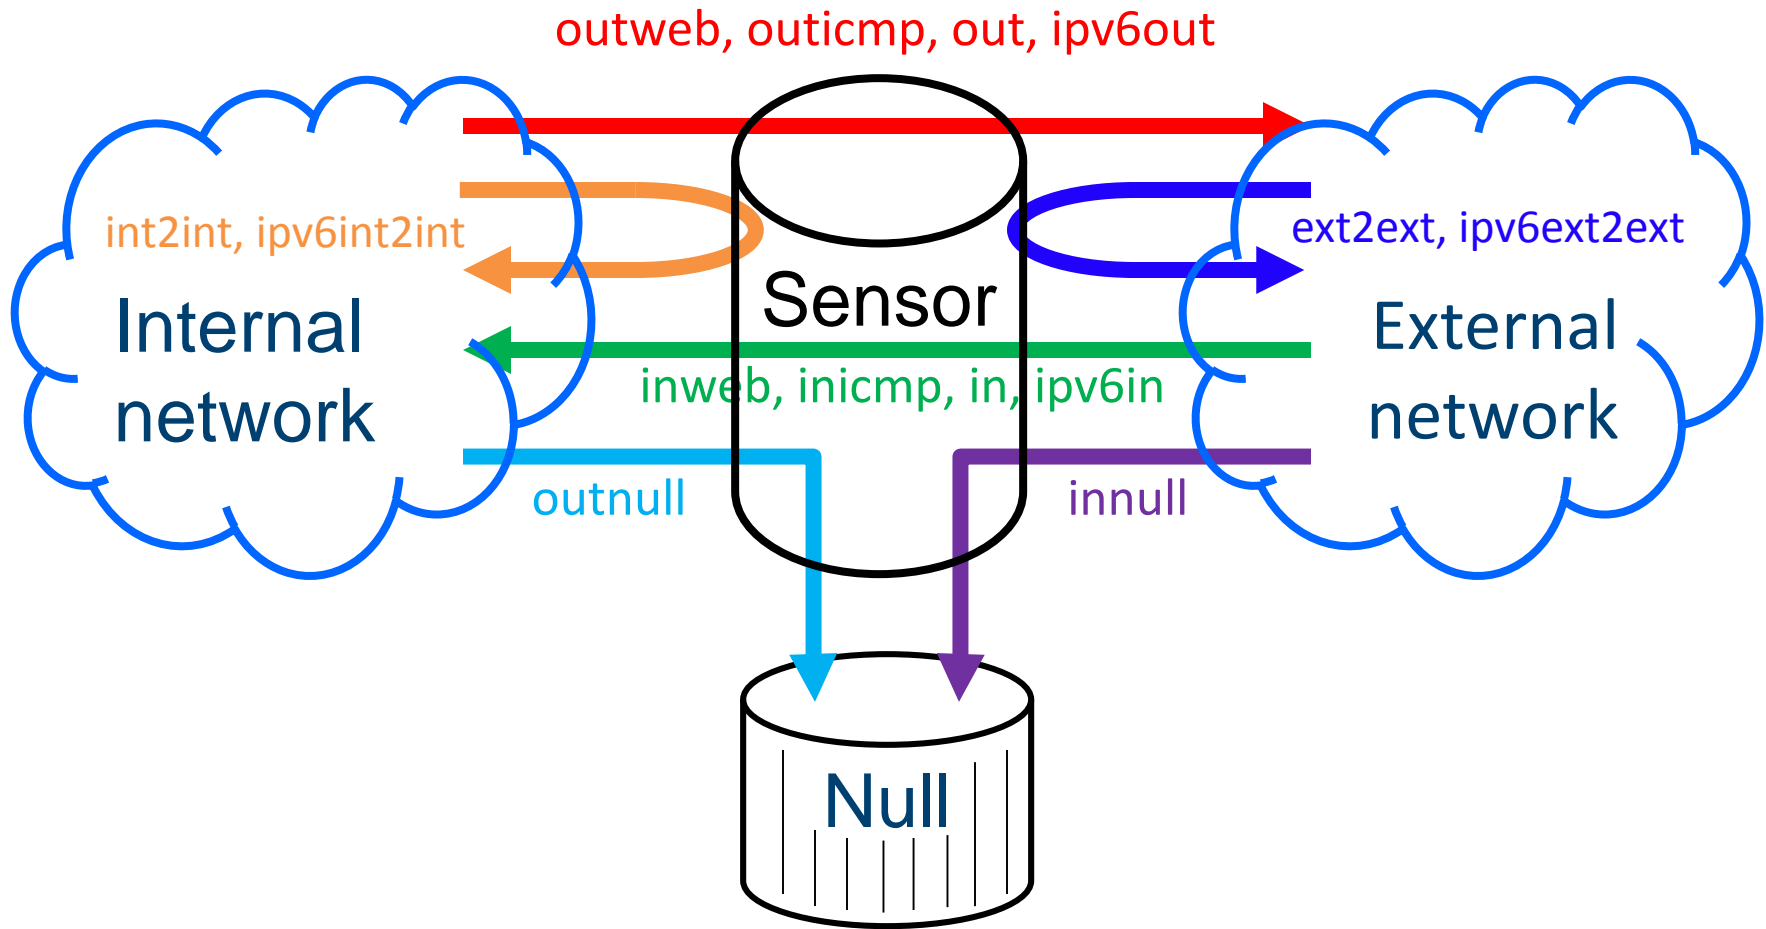 outweb, outicmp, out, ipv6out
int2int, ipv6int2int
ext2ext, ipv6ext2ext
Sensor
Internal
network
External
network
inweb, inicmp, in, ipv6in
outnull
innull
Null